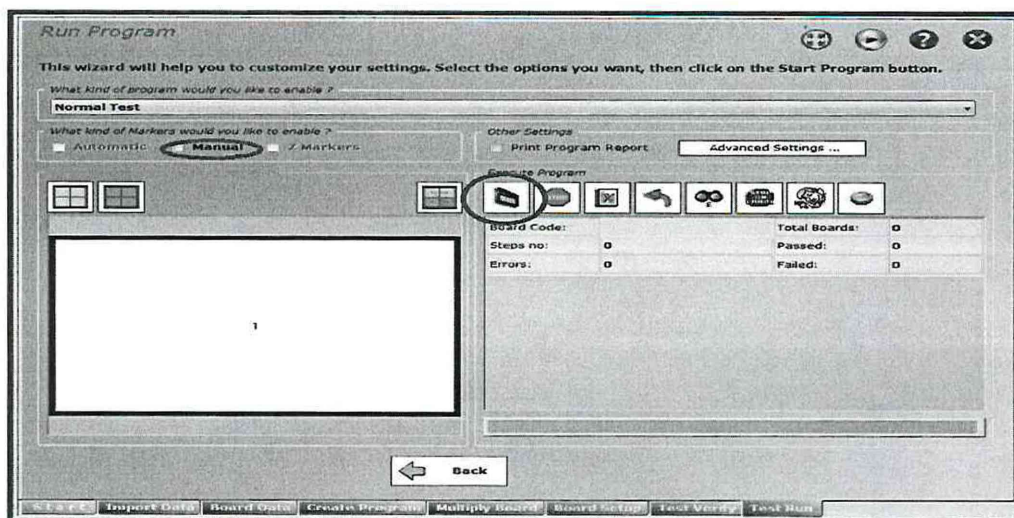 Run Program
This wizard will help you to customize your settings. Select the options you want, then click on the Start Program button.
What kind of program would you like to enable ?
Normal Test
What kind of Markers would you like to enable ?
Automatic Manual Z Markers
Other Settings
Print Program Report Advanced Settings ...
Execute Program
Board Code: Total Boards: 0
Steps no: 0 Passed: 0
Errors: 0 Failed: 0
1
Back
Start Import Data Board Data Create Program Multiply Board Board Setup Test Verify Test Run